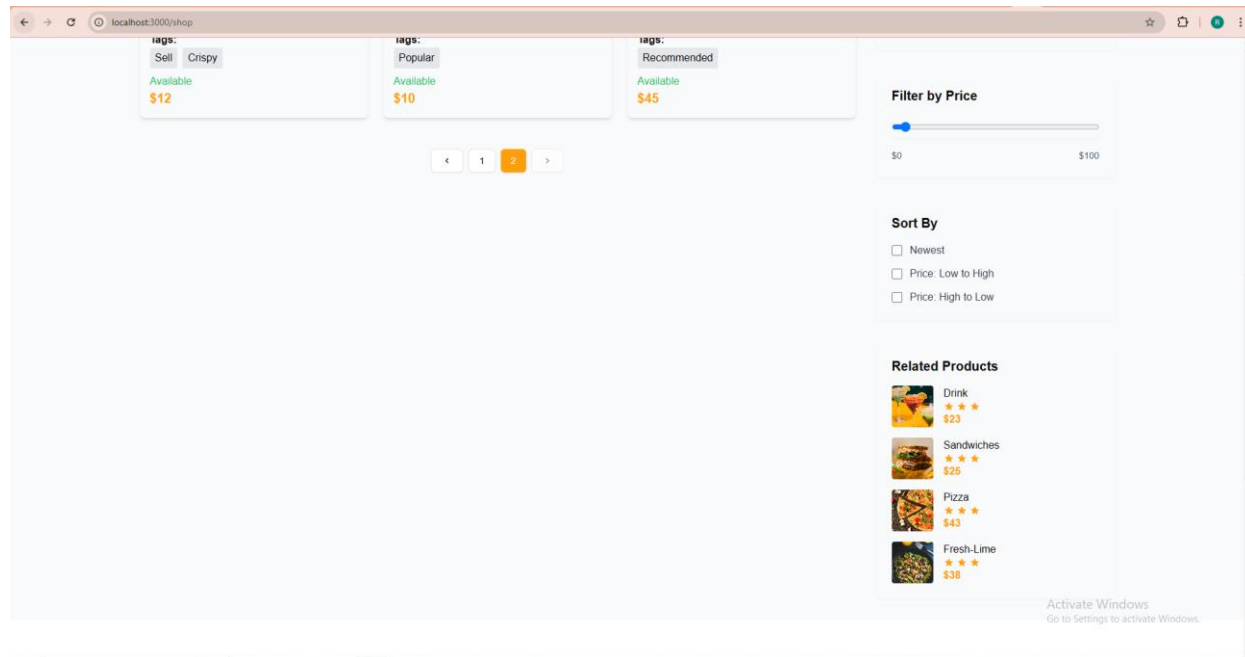 localhost:3000/shop
Tags:
Sell Crispy
Available
$12
Tags:
Popular
Available
$10
Tags:
Recommended
Available
$45
1 2
Filter by Price
$0 $100
Sort By
Newest
Price: Low to High
Price: High to Low
Related Products
Drink
$23
Sandwiches
$25
Pizza
$43
Fresh-Lime
$38
Activate Windows
Go to Settings to activate Windows.